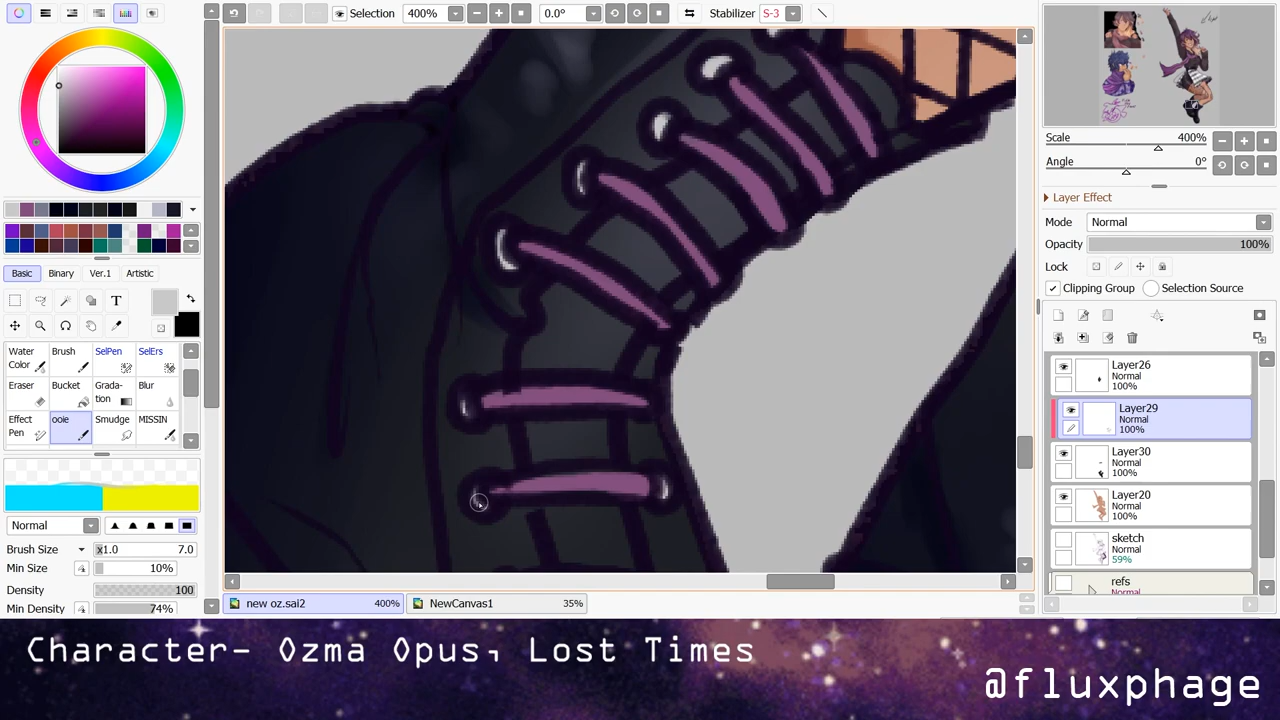 Selection
400%
0.0°
Stabilizer
S-3
Basic
Binary
Ver.1
Artistic
T
Water
Color
Brush
SelPen
SelErs
Eraser
Bucket
Grada-
tion
Blur
Effect
Pen
ooie
Smudge
MISSIN
Normal
Brush Size
x1.0
7.0
Min Size
10%
Density
100
Min Density
74%
new oz.sai2
400%
NewCanvas1
35%
Scale
400%
Angle
0°
Layer Effect
Mode
Normal
Opacity
100%
Lock
Clipping Group
Selection Source
Layer26
Normal
100%
Layer29
Normal
100%
Layer30
Normal
100%
Layer20
Normal
100%
sketch
Normal
59%
refs
Normal
Character- Ozma Opus, Lost Times
@fluxphage